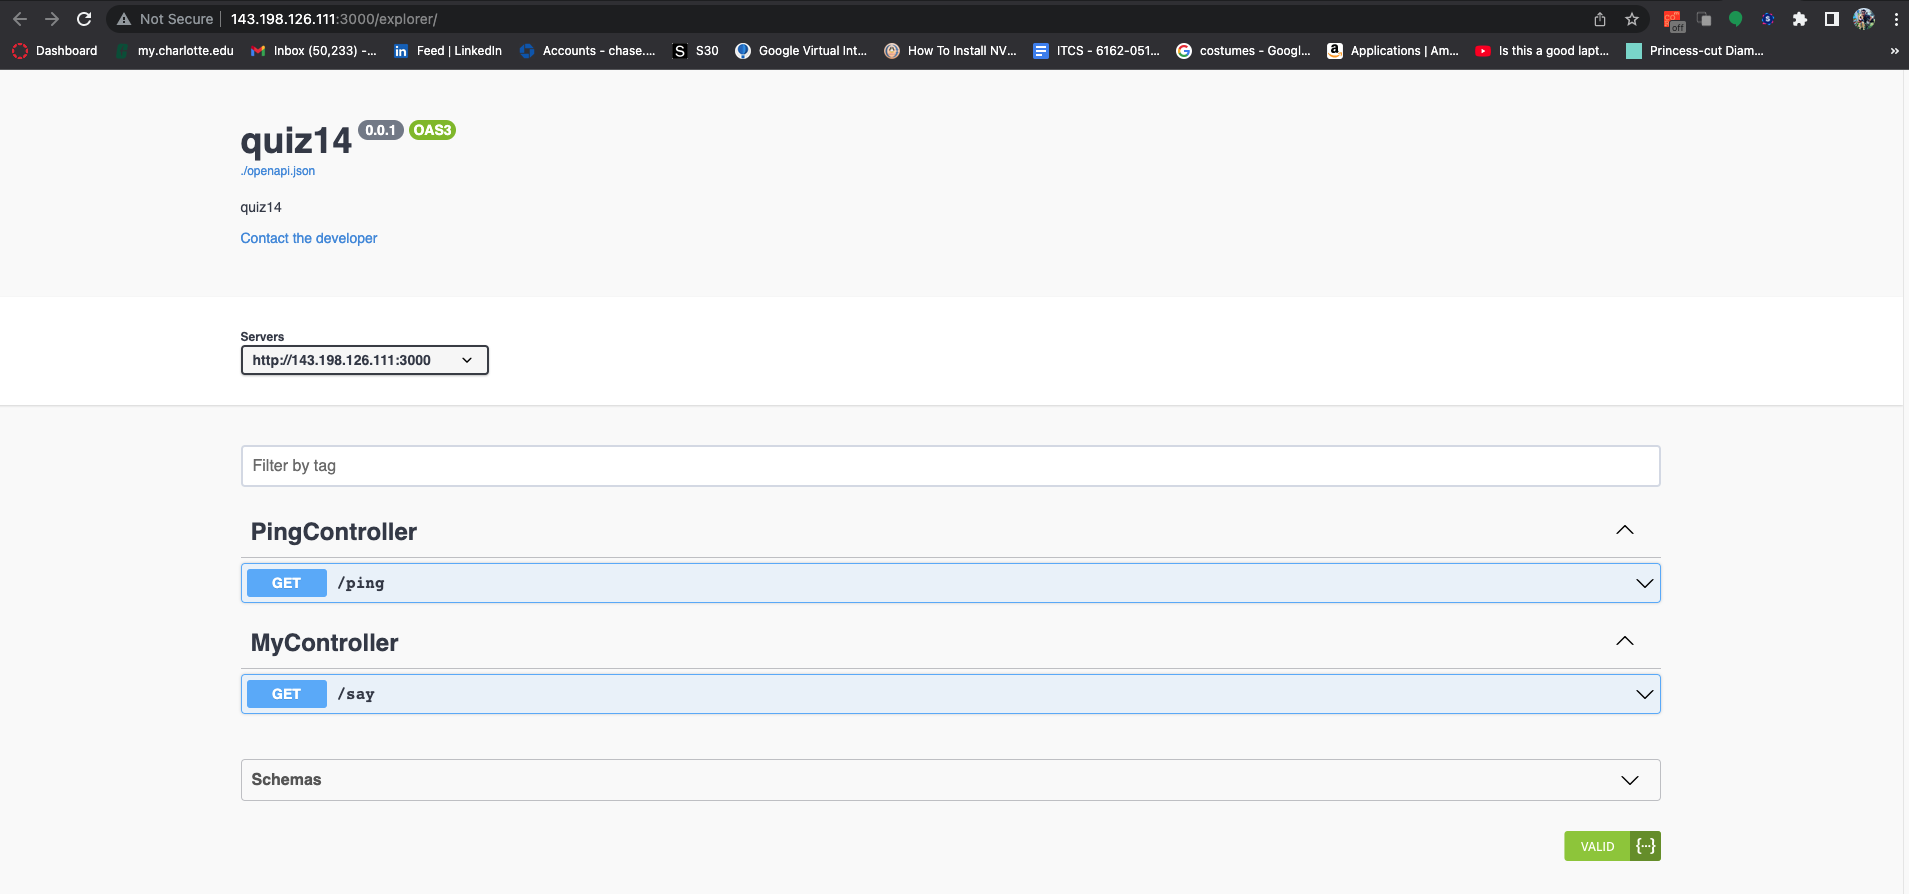 Not Secure 143.198.126.111:3000/explorer/
off
Dashboard my.charlotte.edu Inbox (50,233) -... Feed | LinkedIn Accounts - chase.... S S30 Google Virtual Int... How To Install NV... ITCS - 6162-051... costumes - Googl... Applications | Am... Is this a good lapt... Princess-cut Diam... »
quiz14 0.0.1 OAS3
./openapi.json
quiz14
Contact the developer
Servers
http://143.198.126.111:3000
Filter by tag
PingController
GET /ping
MyController
GET /say
Schemas
VALID {···}